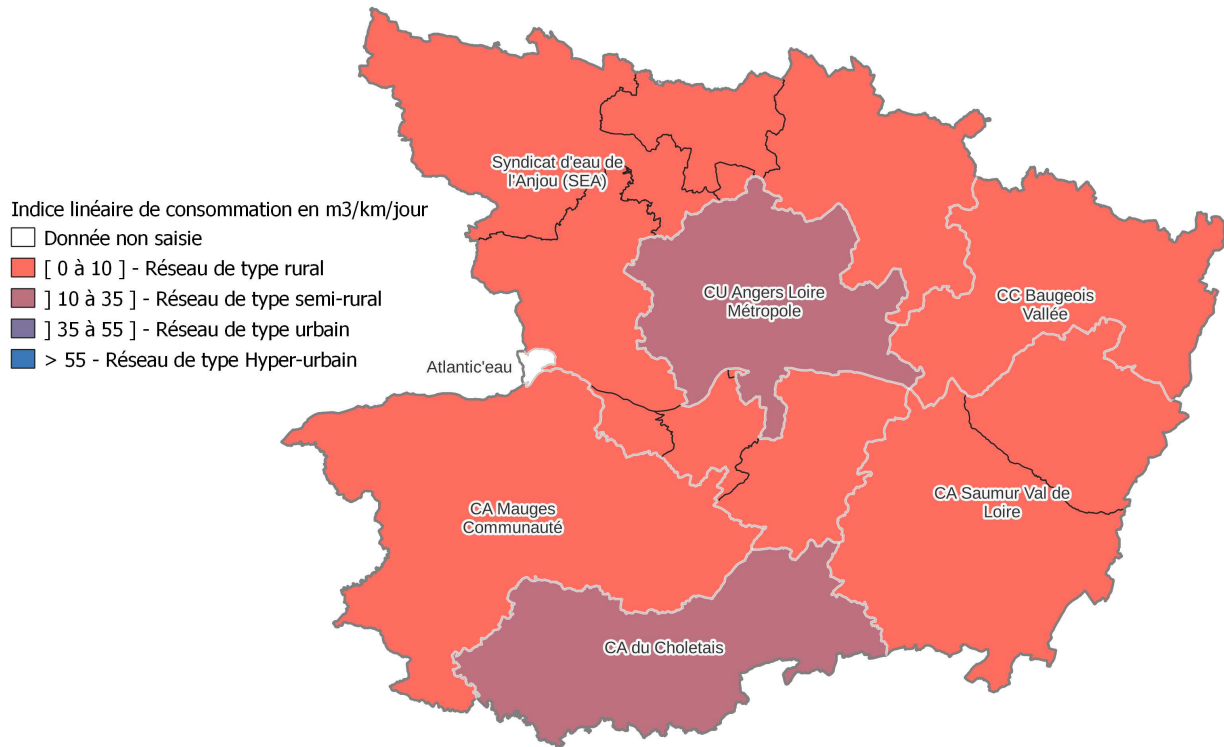 Syndicat d'eau de
l'Anjou (SEA)
Indice linéaire de consommation en m3/km/jour
Donnée non saisie
[ 0 à 10 ] - Réseau de type rural
] 10 à 35 ] - Réseau de type semi-rural
] 35 à 55 ] - Réseau de type urbain
> 55 - Réseau de type Hyper-urbain
CU Angers Loire
Métropole
CC Baugeois
Vallée
Atlantic'eau
CA Mauges
Communauté
CA Saumur Val de
Loire
CA du Choletais